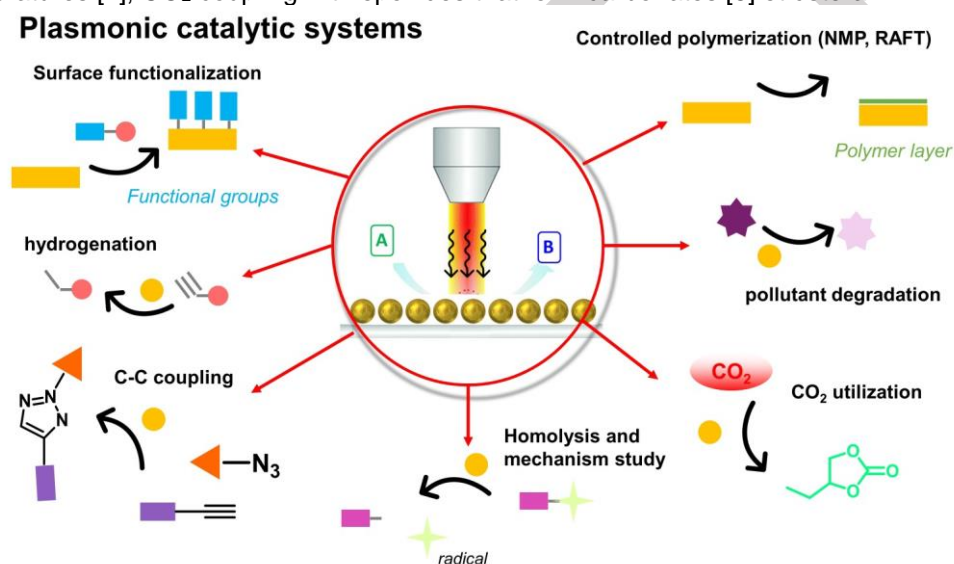 Plasmonic catalytic systems
Controlled polymerization (NMP, RAFT)
Surface functionalization
Polymer layer
Functional groups
A
B
hydrogenation
pollutant degradation
C-C coupling
CO₂
CO₂ utilization
N
N
N
N₃
Homolysis and
mechanism study
O
O
O
radical